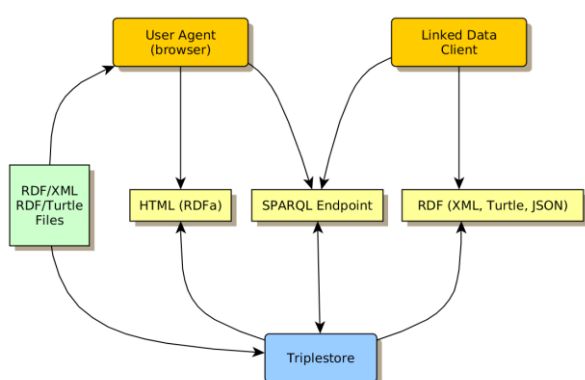 User Agent
(browser)
Linked Data
Client
RDF/XML
RDF/Turtle
Files
HTML (RDFa)
SPARQL Endpoint
RDF (XML, Turtle, JSON)
Triplestore